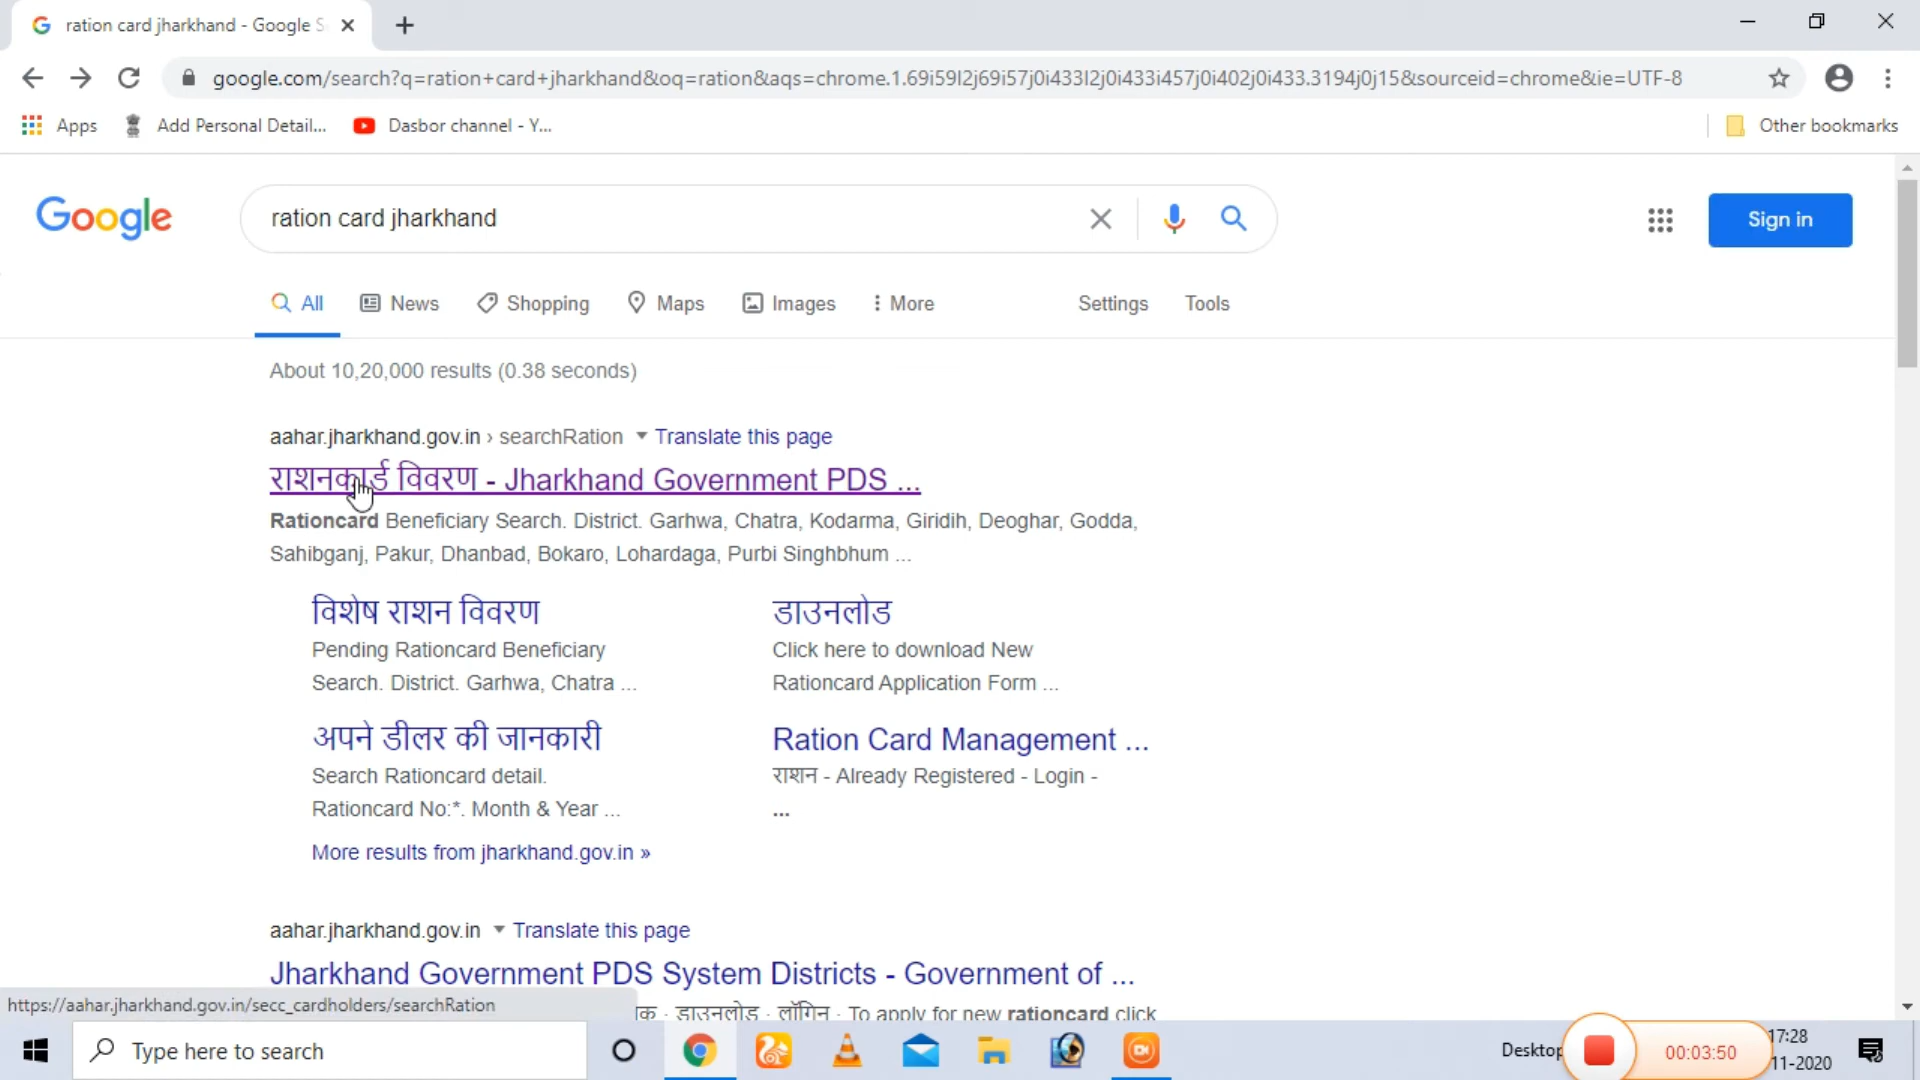 ration card jharkhand - Google S
google.com/search?q=ration+card+jharkhand&oq=ration&aqs=chrome.1.69i59l2j69i57j0i433l2j0i433i457j0i402j0i433.3194j0j15&sourceid=chrome&ie=UTF-8
Apps Add Personal Detail... Dasbor channel - Y... Other bookmarks
Google ration card jharkhand Sign in
All News Shopping Maps Images More Settings Tools
About 10,20,000 results (0.38 seconds)
aahar.jharkhand.gov.in › searchRation Translate this page
राशनकार्ड विवरण - Jharkhand Government PDS ...
Rationcard Beneficiary Search. District. Garhwa, Chatra, Kodarma, Giridih, Deoghar, Godda,
Sahibganj, Pakur, Dhanbad, Bokaro, Lohardaga, Purbi Singhbhum ...
विशेष राशन विवरण डाउनलोड
Pending Rationcard Beneficiary Click here to download New
Search. District. Garhwa, Chatra ... Rationcard Application Form ...
अपने डीलर की जानकारी Ration Card Management ...
Search Rationcard detail. राशन - Already Registered - Login -
Rationcard No:*. Month & Year ... ...
More results from jharkhand.gov.in »
aahar.jharkhand.gov.in Translate this page
Jharkhand Government PDS System Districts - Government of ...
https://aahar.jharkhand.gov.in/secc_cardholders/searchRation
क · डाउनलोड · लॉगिन · To apply for new rationcard click
Type here to search Desktop 00:03:50 17:28
11-2020